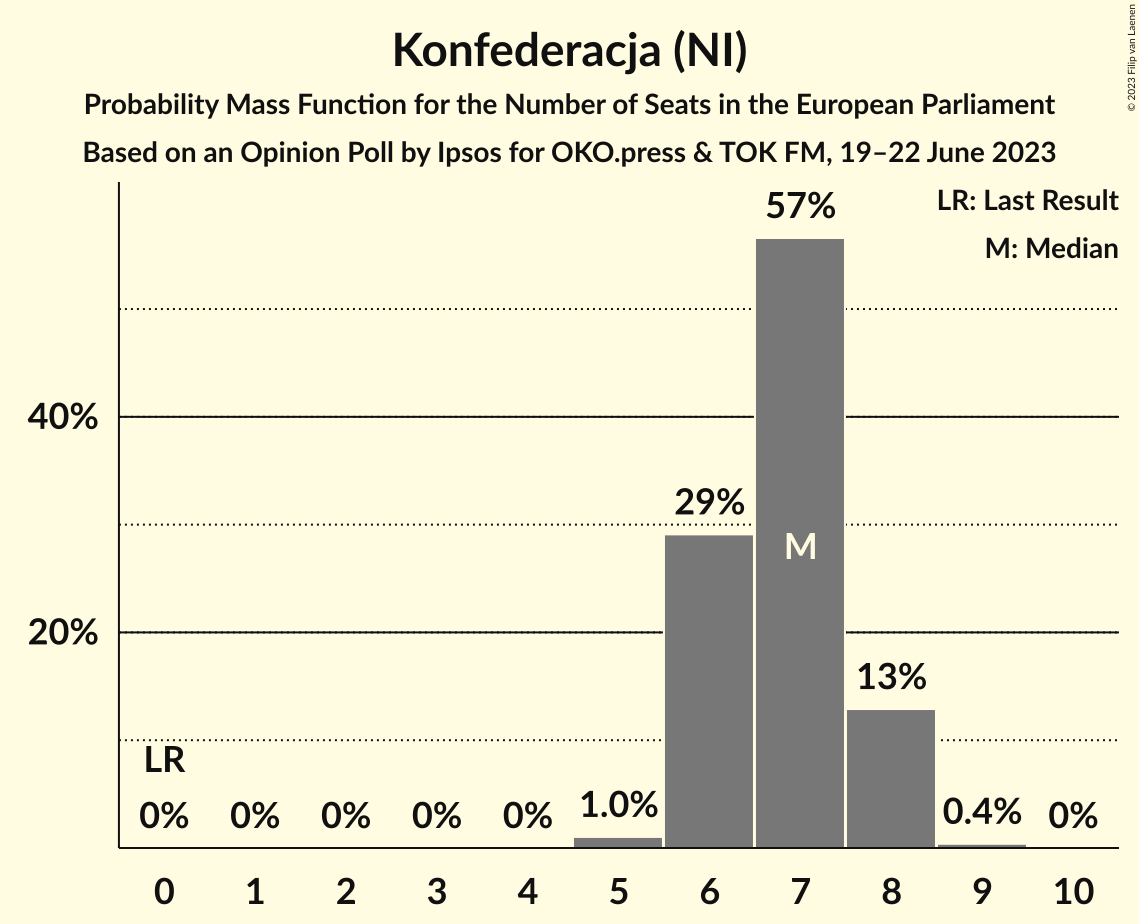 Konfederacja (NI)
Probability Mass Function for the Number of Seats in the European Parliament
Based on an Opinion Poll by Ipsos for OKO.press & TOK FM, 19–22 June 2023
© 2023 Filip van Laenen
LR: Last Result
M: Median
57%
40%
29%
M
20%
13%
LR
0% 0% 0% 0% 0% 1.0% 0.4% 0%
0 1 2 3 4 5 6 7 8 9 10